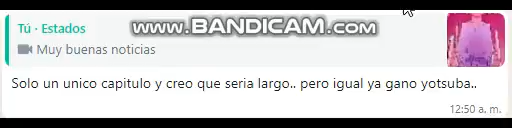 www.BANDICAM.com
Tú · Estados
Muy buenas noticias
Solo un unico capitulo y creo que seria largo.. pero igual ya gano yotsuba..
12:50 a. m.